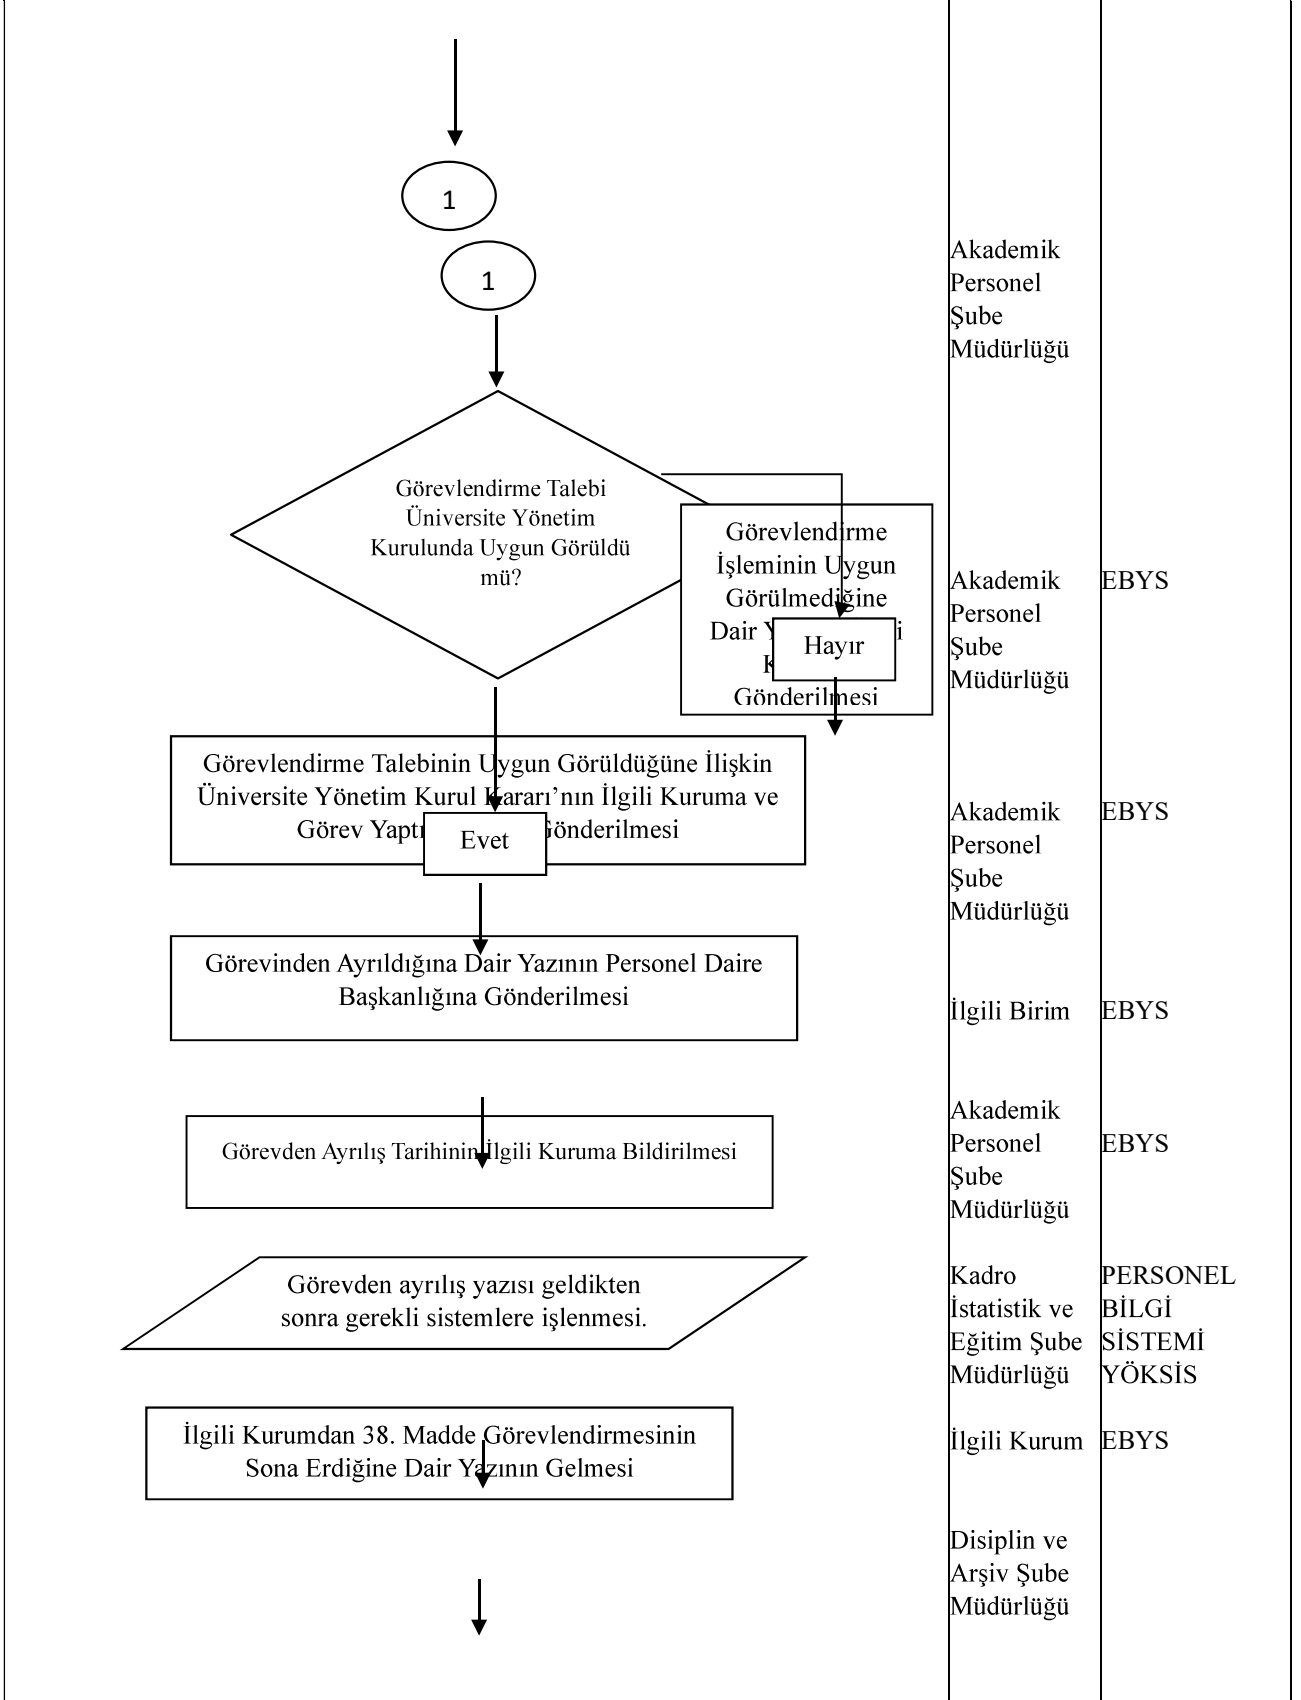 1
1
Görevlendirme Talebi
Üniversite Yönetim
Kurulunda Uygun Görüldü
mü?
Görevlendirme
İşleminin Uygun
Görülmediğine
Dair
Gönderilmesi
Hayır
Görevlendirme Talebinin Uygun Görüldüğüne İlişkin
Üniversite Yönetim Kurul Kararı’nın İlgili Kuruma ve
Görev Gönderilmesi
Evet
Görevinden Ayrıldığına Dair Yazının Personel Daire
Başkanlığına Gönderilmesi
Görevden Ayrılış Tarihinin İlgili Kuruma Bildirilmesi
Görevden ayrılış yazısı geldikten
sonra gerekli sistemlere işlenmesi.
İlgili Kurumdan 38. Madde Görevlendirmesinin
Sona Erdiğine Dair Yazının Gelmesi
Akademik
Personel
Şube
Müdürlüğü
Akademik
Personel
Şube
Müdürlüğü
Akademik
Personel
Şube
Müdürlüğü
İlgili Birim
Akademik
Personel
Şube
Müdürlüğü
Kadro
İstatistik ve
Eğitim Şube
Müdürlüğü
İlgili Kurum
Disiplin ve
Arşiv Şube
Müdürlüğü
EBYS
EBYS
EBYS
EBYS
PERSONEL
BİLGİ
SİSTEMİ
YÖKSİS
EBYS